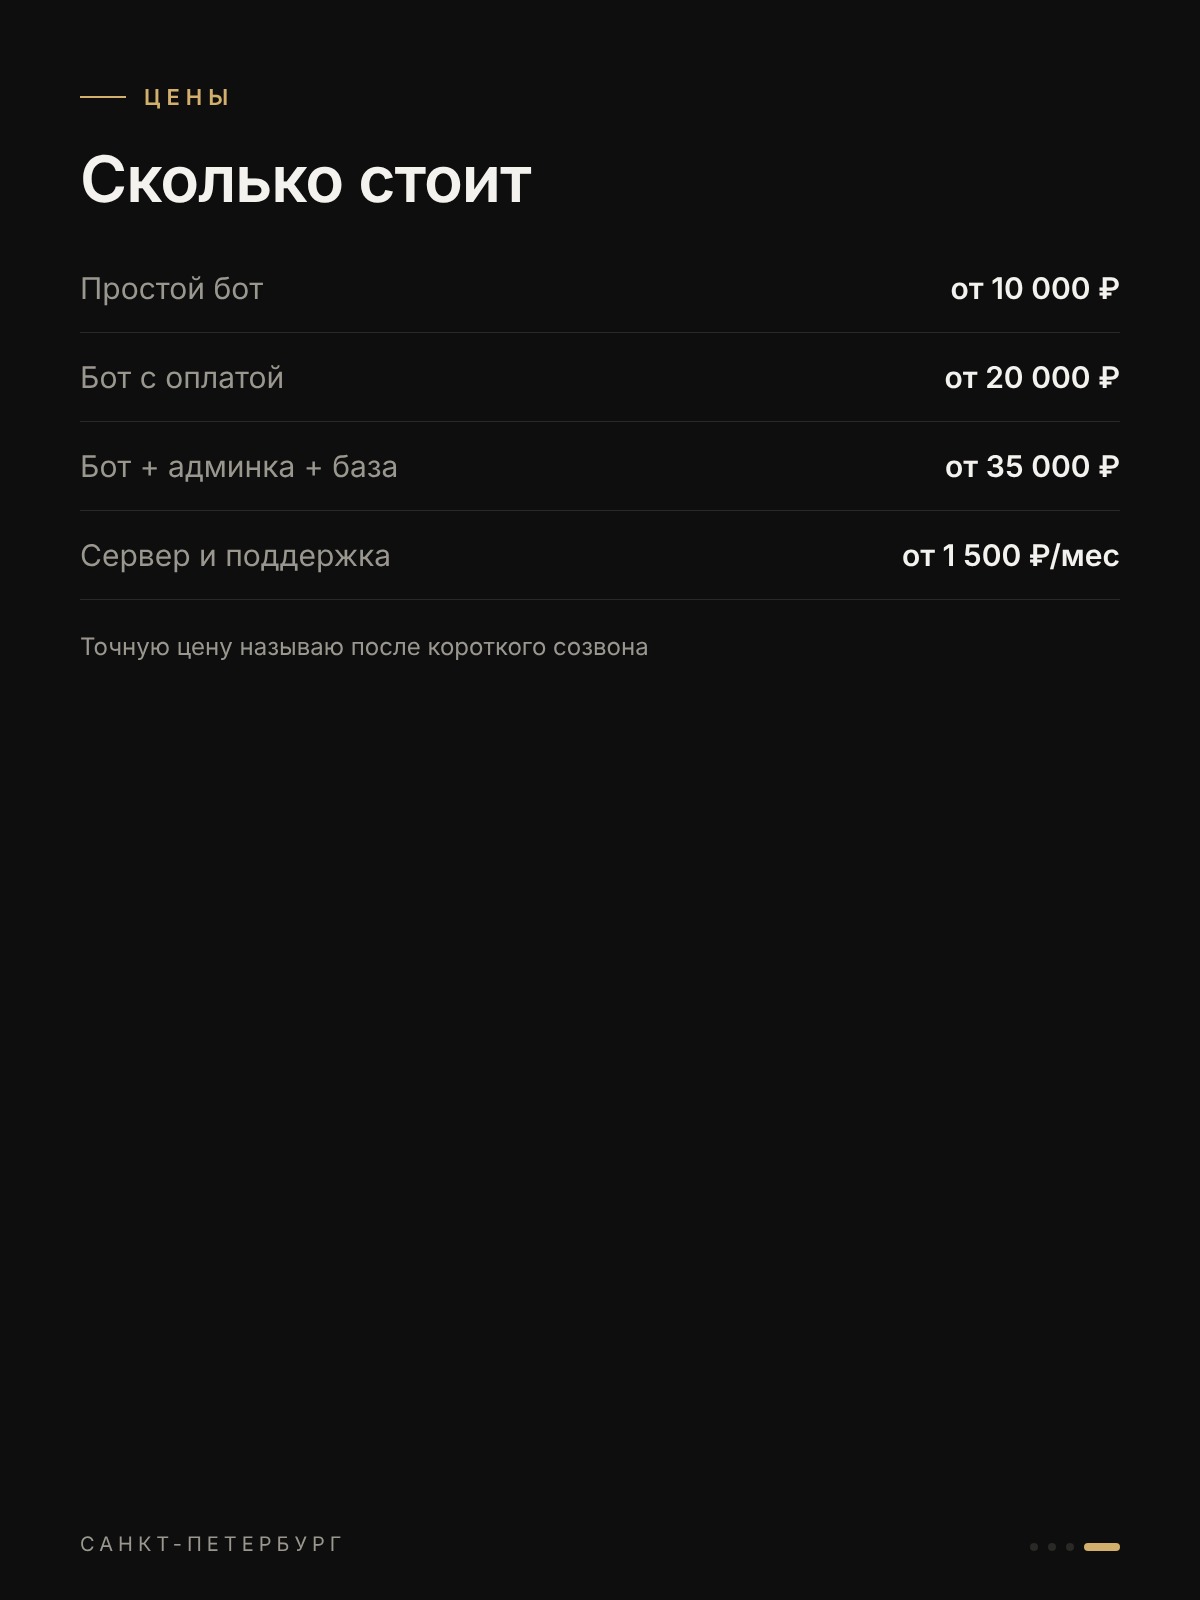 ЦЕНЫ
Сколько стоит
Простой бот от 10 000 ₽
Бот с оплатой от 20 000 ₽
Бот + админка + база от 35 000 ₽
Сервер и поддержка от 1 500 ₽/мес
Точную цену называю после короткого созвона
САНКТ-ПЕТЕРБУРГ